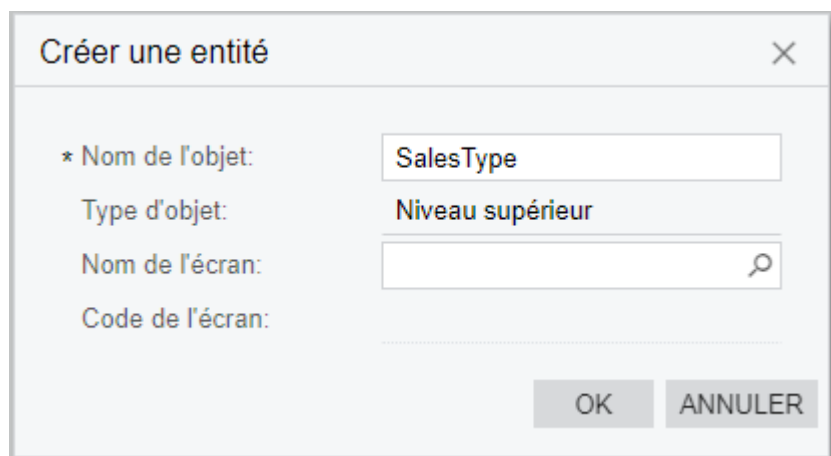 Créer une entité
* Nom de l'objet: SalesType
Type d'objet: Niveau supérieur
Nom de l'écran:
Code de l'écran:
OK ANNULER